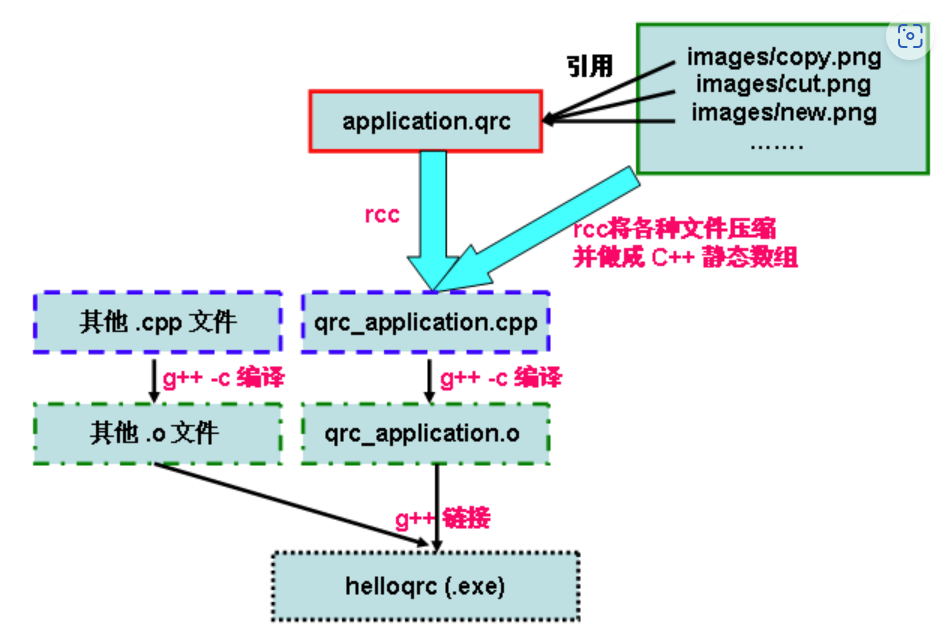 引用
images/copy.png
images/cut.png
images/new.png
.......
application.qrc
rcc
rcc将各种文件压缩
并做成 C++ 静态数组
其他 .cpp 文件
qrc_application.cpp
g++ -c 编译
g++ -c 编译
其他 .o 文件
qrc_application.o
g++ 链接
helloqrc (.exe)